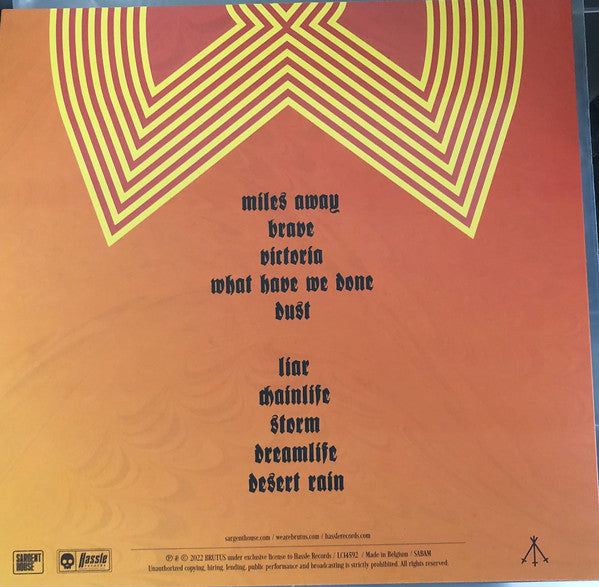 miles away
brave
victoria
what have we done
dust
liar
chainlife
storm
dreamlife
desert rain
sargenthouse.com / wearebrutus.com / hasslerecords.com
SARGENT
HOUSE
Hassle
records
℗ & © 2022 BRUTUS under exclusive license to Hassle Records / LC14592 / Made in Belgium / SABAM
Unauthorized copying, hiring, lending, public performance and broadcasting is strictly prohibited. All rights reserved.